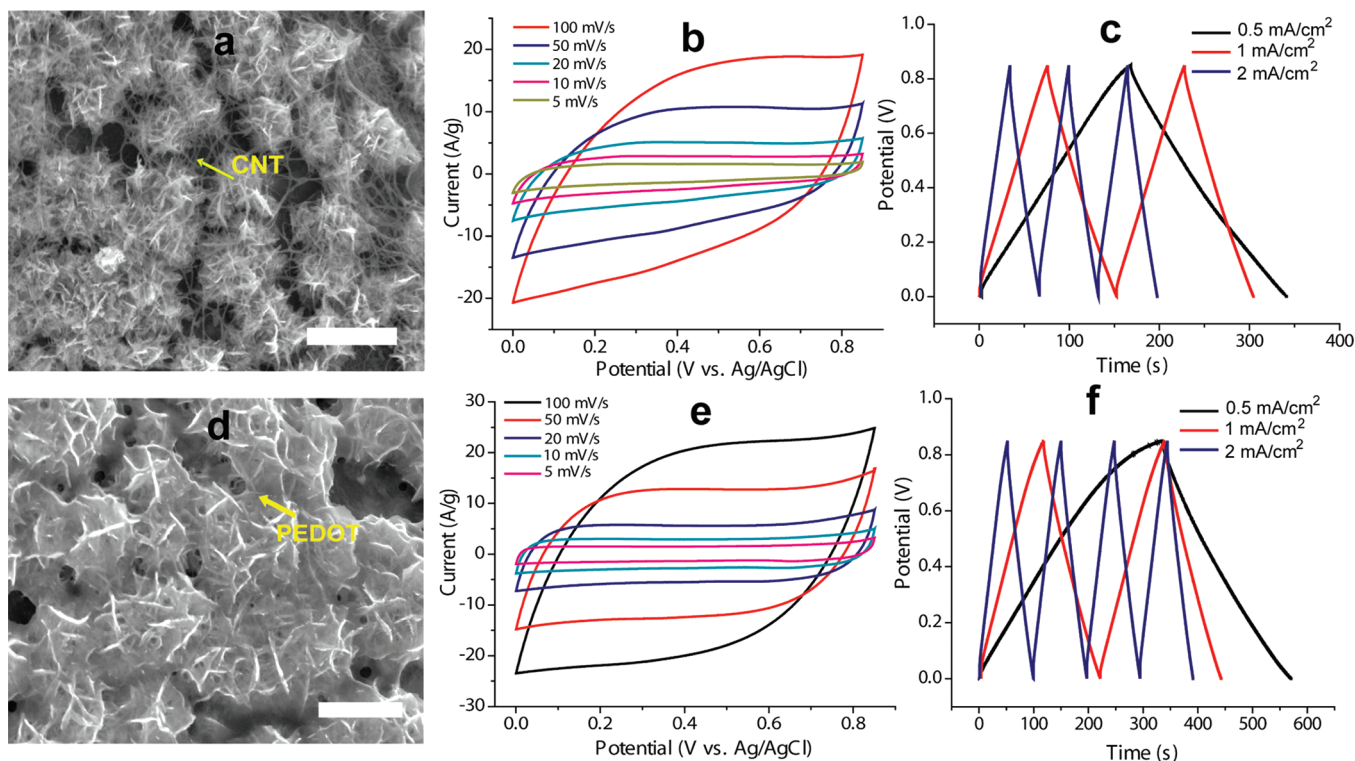 a
CNT
b
100 mV/s
50 mV/s
20 mV/s
10 mV/s
5 mV/s
20
10
0
-10
-20
Current (A/g)
0.0 0.2 0.4 0.6 0.8
Potential (V vs. Ag/AgCl)
c
0.5 mA/cm²
1 mA/cm²
2 mA/cm²
1.0
0.8
0.6
0.4
0.2
0.0
Potential (V)
0 100 200 300 400
Time (s)
d
PEDOT
e
100 mV/s
50 mV/s
20 mV/s
10 mV/s
5 mV/s
30
20
10
0
-10
-20
-30
Current (A/g)
0.0 0.2 0.4 0.6 0.8
Potential (V vs. Ag/AgCl)
f
0.5 mA/cm²
1 mA/cm²
2 mA/cm²
1.0
0.8
0.6
0.4
0.2
0.0
Potential (V)
0 100 200 300 400 500 600
Time (s)